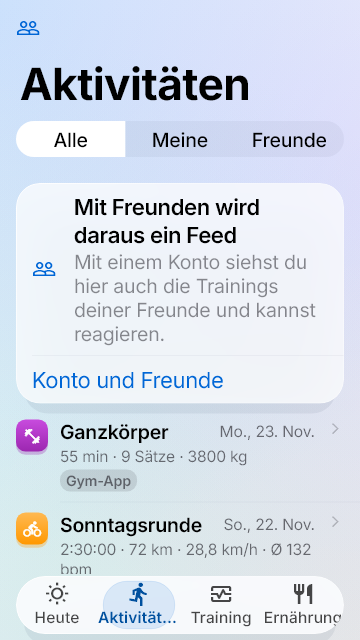 Aktivitäten
Alle
Meine
Freunde
Mit Freunden wird
daraus ein Feed
Mit einem Konto siehst du
hier auch die Trainings
deiner Freunde und kannst
reagieren.
Konto und Freunde
Ganzkörper
Mo., 23. Nov.
55 min · 9 Sätze · 3800 kg
Gym-App
Sonntagsrunde
So., 22. Nov.
2:30:00 · 72 km · 28,8 km/h · Ø 132
bpm
Heute
Aktivität...
Training
Ernährung